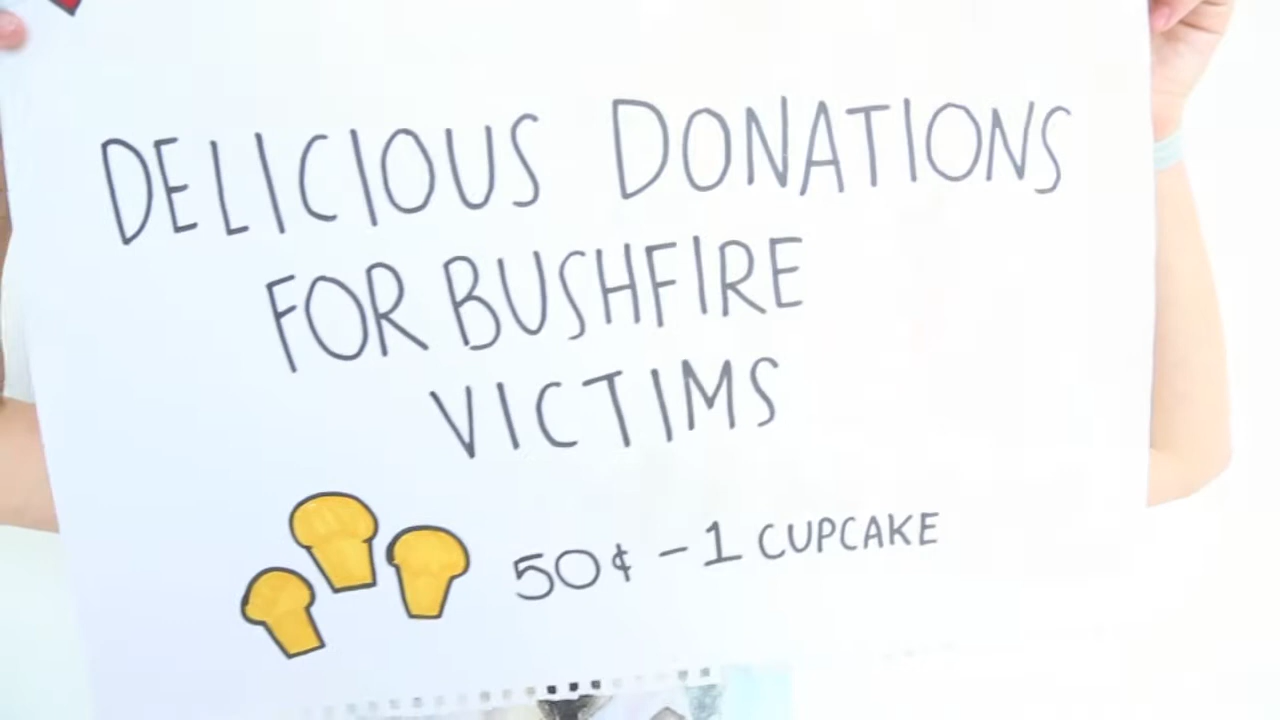 DELICIOUS DONATIONS
FOR BUSHFIRE
VICTIMS
50¢ - 1 CUPCAKE